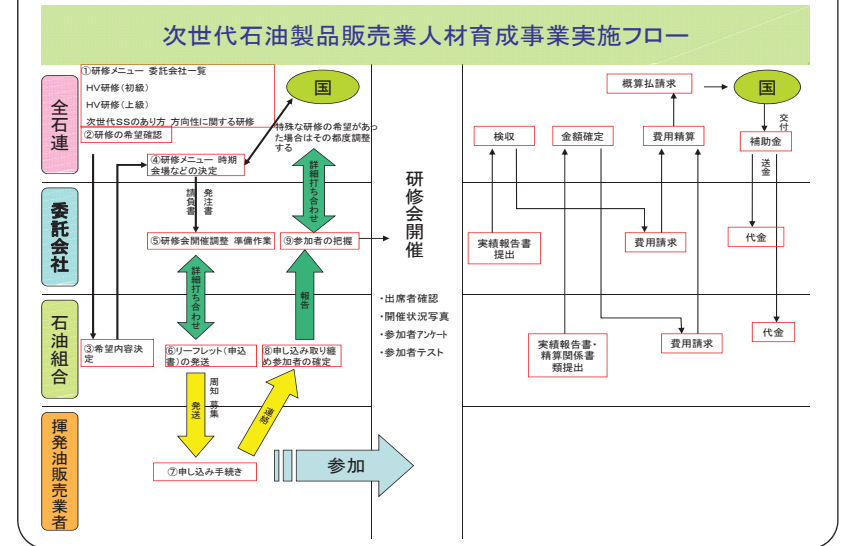 次世代石油製品販売業人材育成事業実施フロー
全石連
①研修メニュー 委託会社一覧
HV研修(初級)
HV研修(上級)
次世代SSのあり方 方向性に関する研修
②研修の希望確認
国
特殊な研修の希望があっ
た場合はその都度調整
する
④研修メニュー 時期
会場などの決定
請負書
発注書
詳細打ち合わせ
委託会社
⑤研修会開催調整 準備作業
⑨参加者の把握
詳細打ち合わせ
報告
石油組合
③希望内容決
定
⑥リーフレット(申込
書)の発送
⑧申し込み取り纏
め参加者の確定
発送
周知 募集
連絡
揮発油販売業者
⑦申し込み手続き
参加
研修会開催
・出席者確認
・開催状況写真
・参加者アンケート
・参加者テスト
概算払請求
国
検収
金額確定
費用精算
交付
補助金
送金
実績報告書
提出
費用請求
代金
実績報告書・
精算関係書
類提出
費用請求
代金